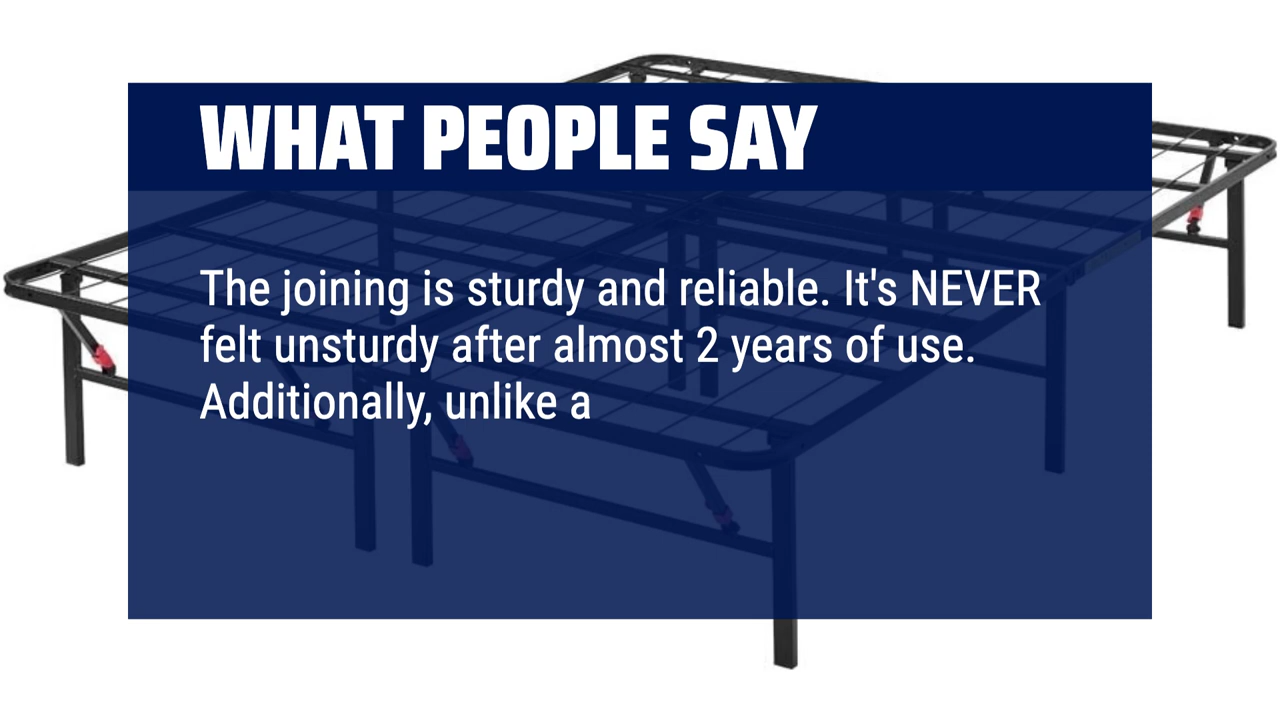 WHAT PEOPLE SAY
The joining is sturdy and reliable. It's NEVER
felt unsturdy after almost 2 years of use.
Additionally, unlike a